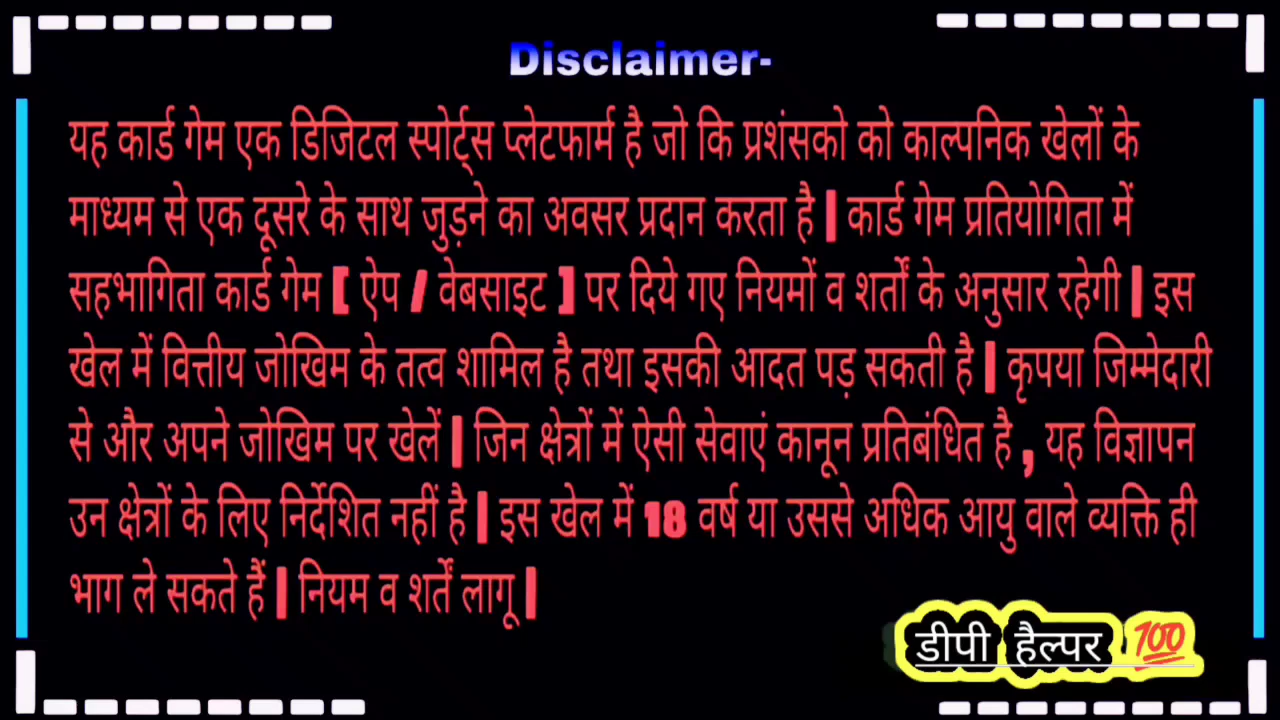 Disclaimer-
यह कार्ड गेम एक डिजिटल स्पोर्ट्स प्लेटफार्म है जो कि प्रशंसको को काल्पनिक खेलों के
माध्यम से एक दूसरे के साथ जुड़ने का अवसर प्रदान करता है | कार्ड गेम प्रतियोगिता में
सहभागिता कार्ड गेम [ ऐप / वेबसाइट ] पर दिये गए नियमों व शर्तों के अनुसार रहेगी | इस
खेल में वित्तीय जोखिम के तत्व शामिल है तथा इसकी आदत पड़ सकती है | कृपया जिम्मेदारी
से और अपने जोखिम पर खेलें | जिन क्षेत्रों में ऐसी सेवाएं कानून प्रतिबंधित है , यह विज्ञापन
उन क्षेत्रों के लिए निर्देशित नहीं है | इस खेल में 18 वर्ष या उससे अधिक आयु वाले व्यक्ति ही
भाग ले सकते हैं | नियम व शर्तें लागू |
डीपी हैल्पर 💯